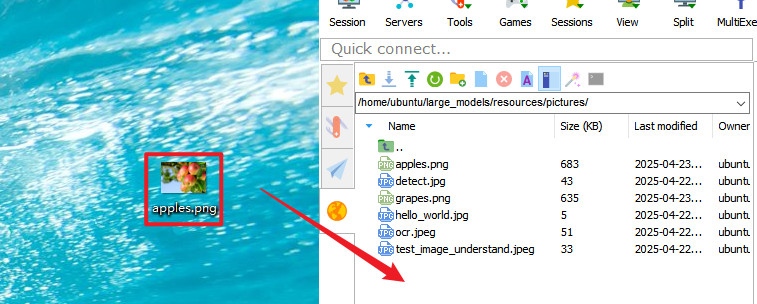 Session Servers Tools Games Sessions View Split MultiExe
Quick connect...
/home/ubuntu/large_models/resources/pictures/
Name Size (KB) Last modified Owner
..
apples.png 683 2025-04-23... ubuntu
detect.jpg 43 2025-04-22... ubuntu
grapes.png 635 2025-04-23... ubuntu
hello_world.jpg 5 2025-04-22... ubuntu
ocr.jpeg 51 2025-04-22... ubuntu
test_image_understand.jpeg 33 2025-04-22... ubuntu
apples.png